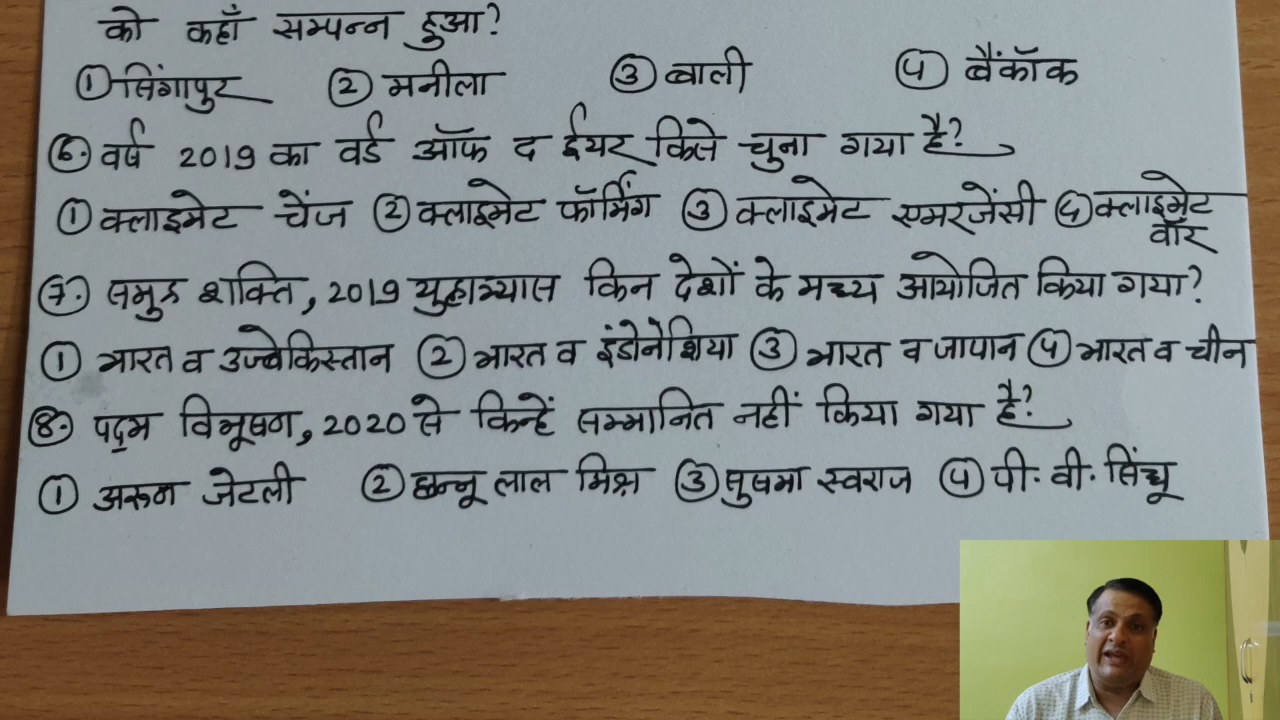 को कहाँ सम्पन्न हुआ?
① सिंगापुर ② मनीला ③ बाली ④ बैंकॉक
⑥. वर्ष 2019 का वर्ड ऑफ द ईयर किसे चुना गया है?
① क्लाइमेट चेंज ② क्लाइमेट फॉर्मिंग ③ क्लाइमेट एमरजेंसी ④ क्लाइमेट
वॉर
⑦. समुद्र शक्ति, 2019 युद्धाभ्यास किन देशों के मध्य आयोजित किया गया?
① भारत व उज्बेकिस्तान ② भारत व इंडोनेशिया ③ भारत व जापान ④ भारत व चीन
⑧. पद्म विभूषण, 2020 से किन्हें सम्मानित नहीं किया गया है?
① अरुण जेटली ② छन्नू लाल मिश्र ③ सुषमा स्वराज ④ पी. वी. सिंधू